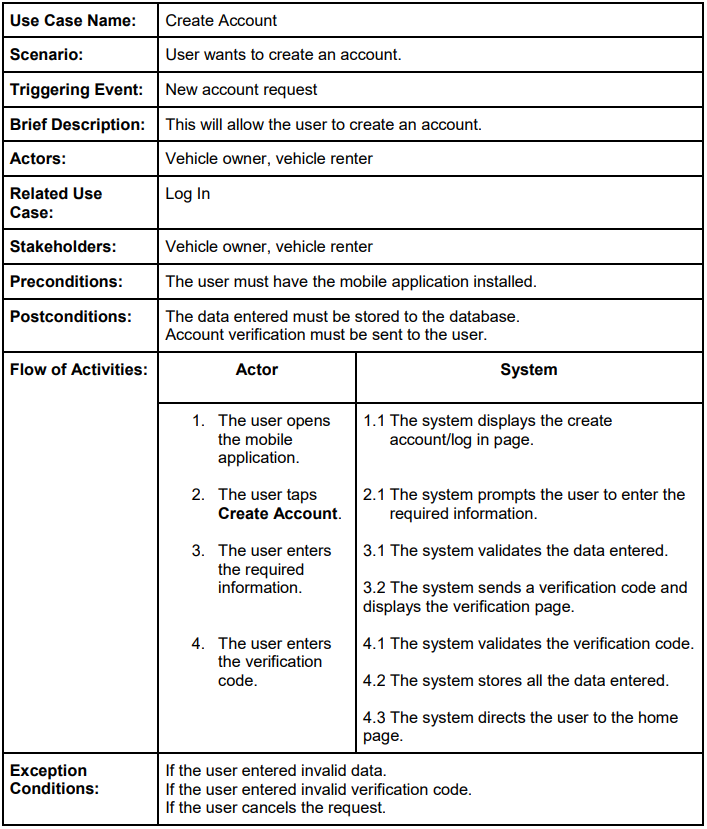 Use Case Name: Create Account
Scenario: User wants to create an account.
Triggering Event: New account request
Brief Description: This will allow the user to create an account.
Actors: Vehicle owner, vehicle renter
Related Use Log In
Case:
Stakeholders: Vehicle owner, vehicle renter
Preconditions: The user must have the mobile application installed.
Postconditions: The data entered must be stored to the database.
Account verification must be sent to the user.
Flow of Activities: Actor System
1. The user opens 1.1 The system displays the create
the mobile account/log in page.
application.
2. The user taps 2.1 The system prompts the user to enter the
Create Account. required information.
3. The user enters 3.1 The system validates the data entered.
the required
information. 3.2 The system sends a verification code and
displays the verification page.
4. The user enters 4.1 The system validates the verification code.
the verification
code. 4.2 The system stores all the data entered.
4.3 The system directs the user to the home
page.
Exception If the user entered invalid data.
Conditions: If the user entered invalid verification code.
If the user cancels the request.